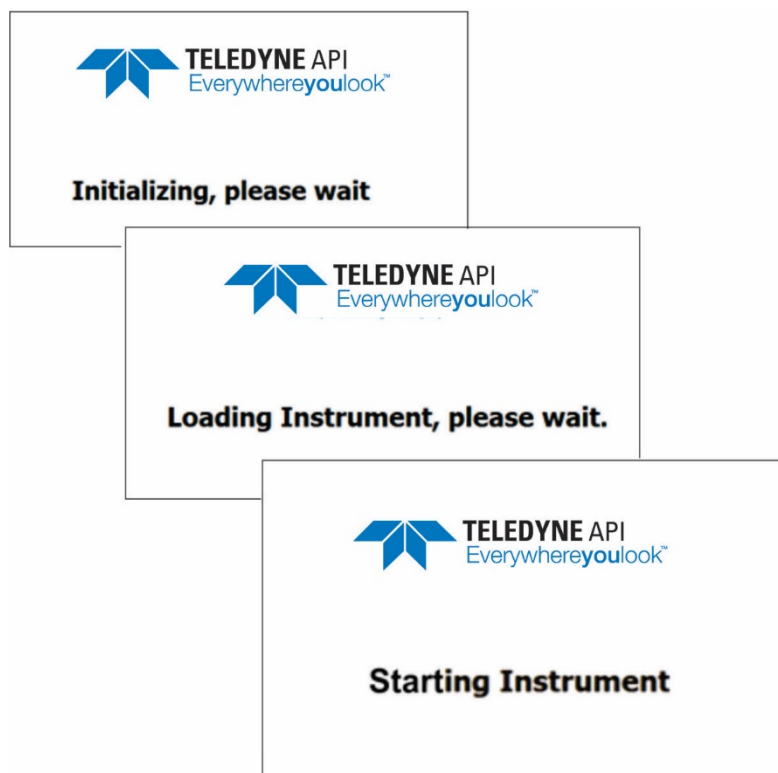 TELEDYNE API
Everywhereyoulook™
Initializing, please wait
TELEDYNE API
Everywhereyoulook™
Loading Instrument, please wait.
TELEDYNE API
Everywhereyoulook™
Starting Instrument